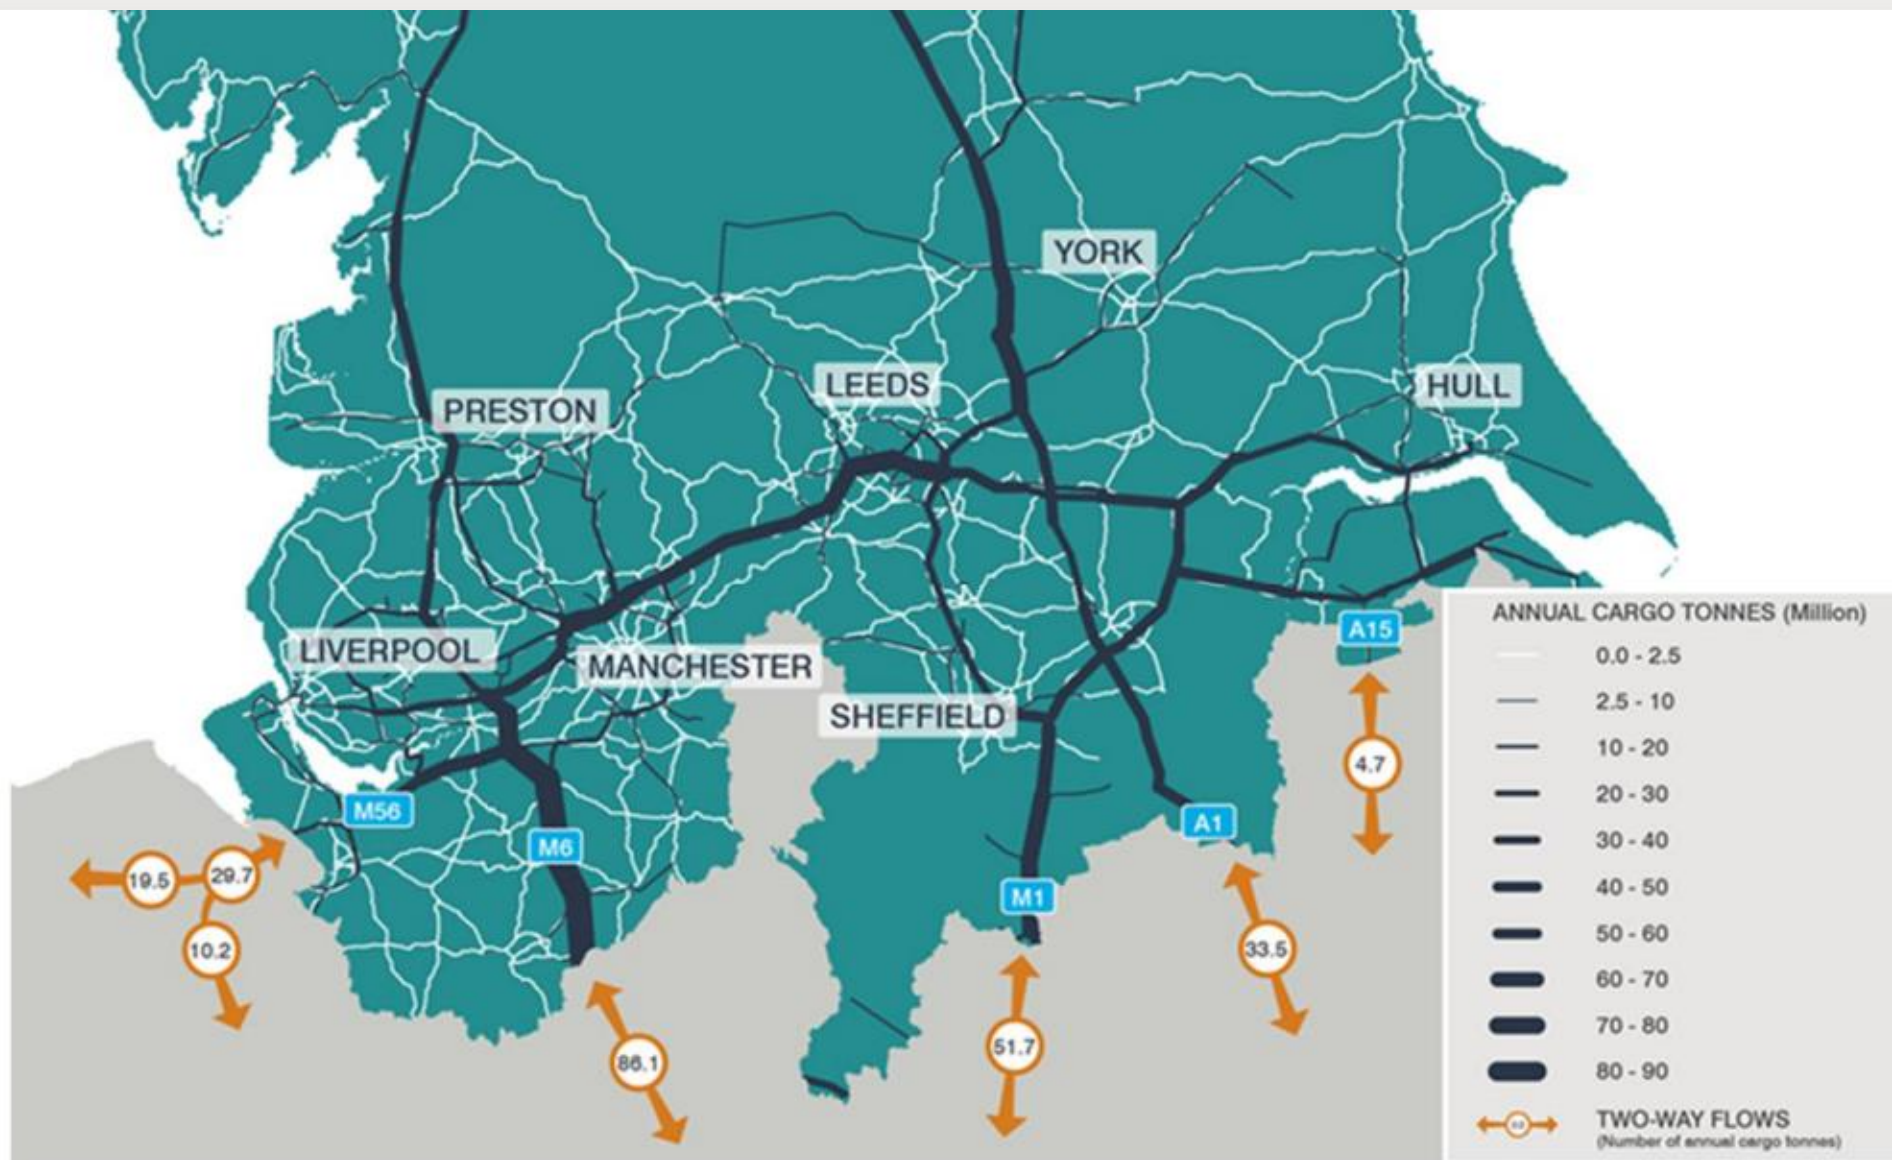 YORK
LEEDS
HULL
PRESTON
ANNUAL CARGO TONNES (Million)
0.0 - 2.5
A15
LIVERPOOL
MANCHESTER
2.5 - 10
SHEFFIELD
10 - 20
4.7
20 - 30
M56
A1
30 - 40
M6
19.5
29.7
40 - 50
M1
50 - 60
10.2
33.5
60 - 70
70 - 80
51.7
86.1
80 - 90
TWO-WAY FLOWS
(Number of annual cargo tonnes)